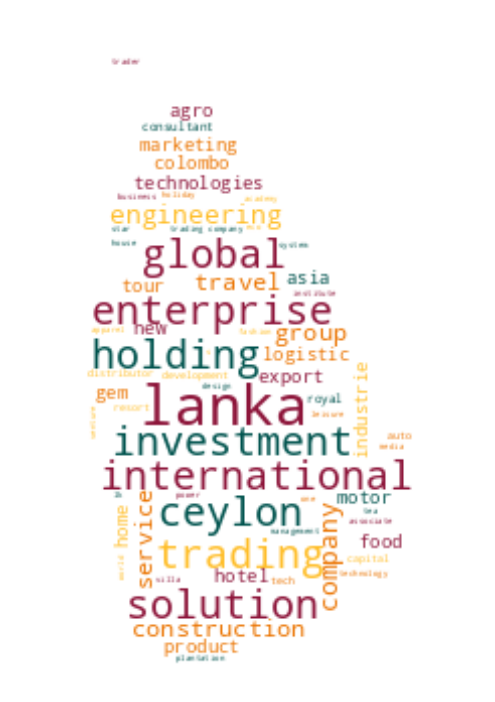 trader
agro
consultant
marketing
colombo
technologies
business holiday academy
engineering
star trading company
house system
global
tour travel asia
institute
enterprise
apparel new fashion group
holding logistic
distributor development export
design
gem lanka royal
resort leisure
venture industrie
investment auto
media
international
power one motor
home service ceylon tea
associate
management
trading company food
capital
world villa hotel tech technology
solution
construction
product
plantation